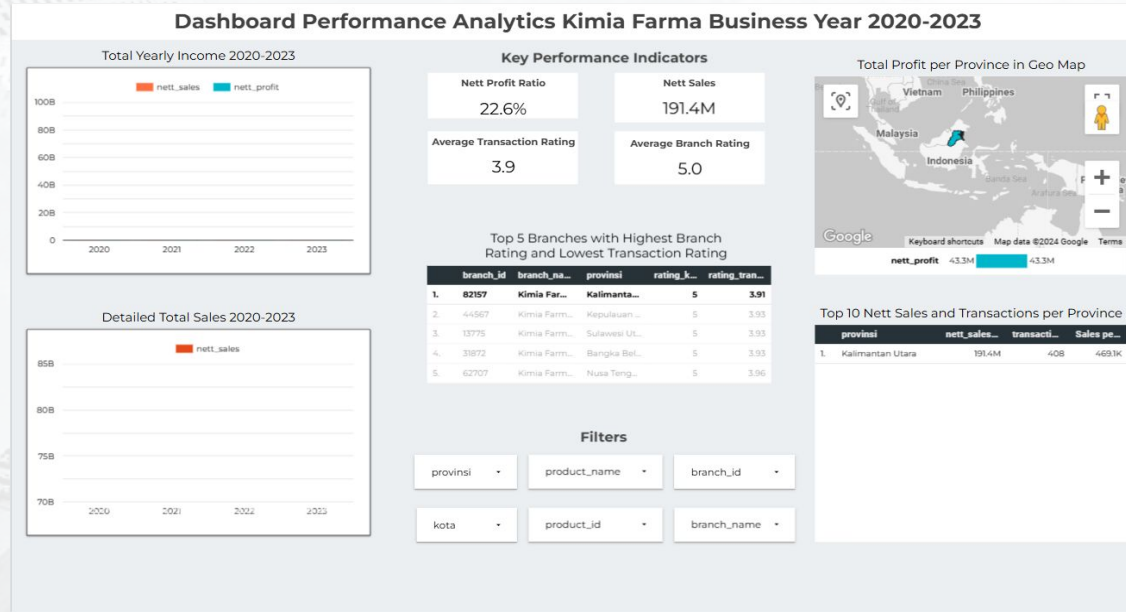 Dashboard Performance Analytics Kimia Farma Business Year 2020-2023
Total Yearly Income 2020-2023
nett_sales nett_profit
100B
80B
60B
40B
20B
0
2020 2021 2022 2023
Detailed Total Sales 2020-2023
nett_sales
85B
80B
75B
70B
2020 2021 2022 2023
Key Performance Indicators
Nett Profit Ratio
22.6%
Nett Sales
191.4M
Average Transaction Rating
3.9
Average Branch Rating
5.0
Top 5 Branches with Highest Branch
Rating and Lowest Transaction Rating
branch_id branch_na... provinsi rating_k... rating_tran...
1. 82157 Kimia Far... Kalimanta... 5 3.91
2. 44567 Kimia Farm... Kepulauan ... 5 3.93
3. 13775 Kimia Farm... Sulawesi Ut... 5 3.93
4. 31872 Kimia Farm... Bangka Bel... 5 3.93
5. 62707 Kimia Farm... Nusa Teng... 5 3.96
Filters
provinsi product_name branch_id
kota product_id branch_name
Total Profit per Province in Geo Map
China Sea
Vietnam Philippines
Gulf of
Thailand
Malaysia
Indonesia
Banda Sea
Arafura Sea
Google
Keyboard shortcuts Map data ©2024 Google Terms
nett_profit 43.3M 43.3M
Top 10 Nett Sales and Transactions per Province
provinsi nett_sales... transacti... Sales pe...
1. Kalimantan Utara 191.4M 408 469.1K